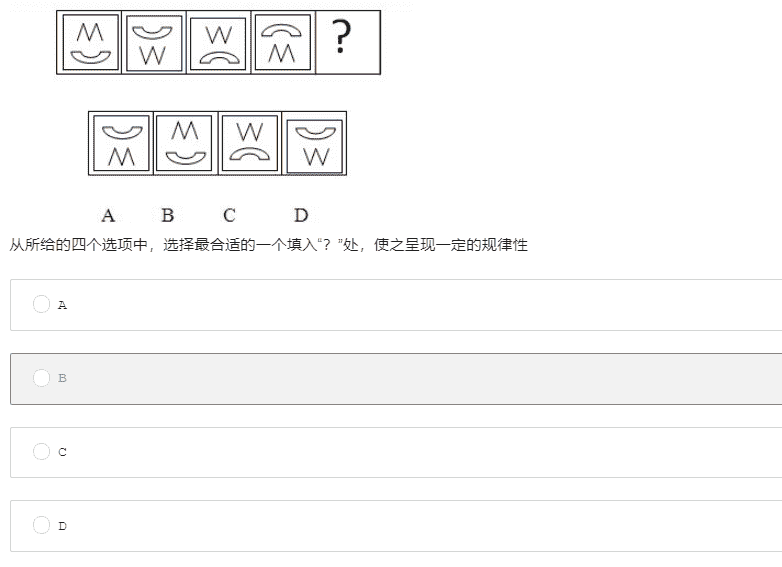 M W W M ?
M M W W
A B C D
从所给的四个选项中，选择最合适的一个填入“？”处，使之呈现一定的规律性
A
B
C
D